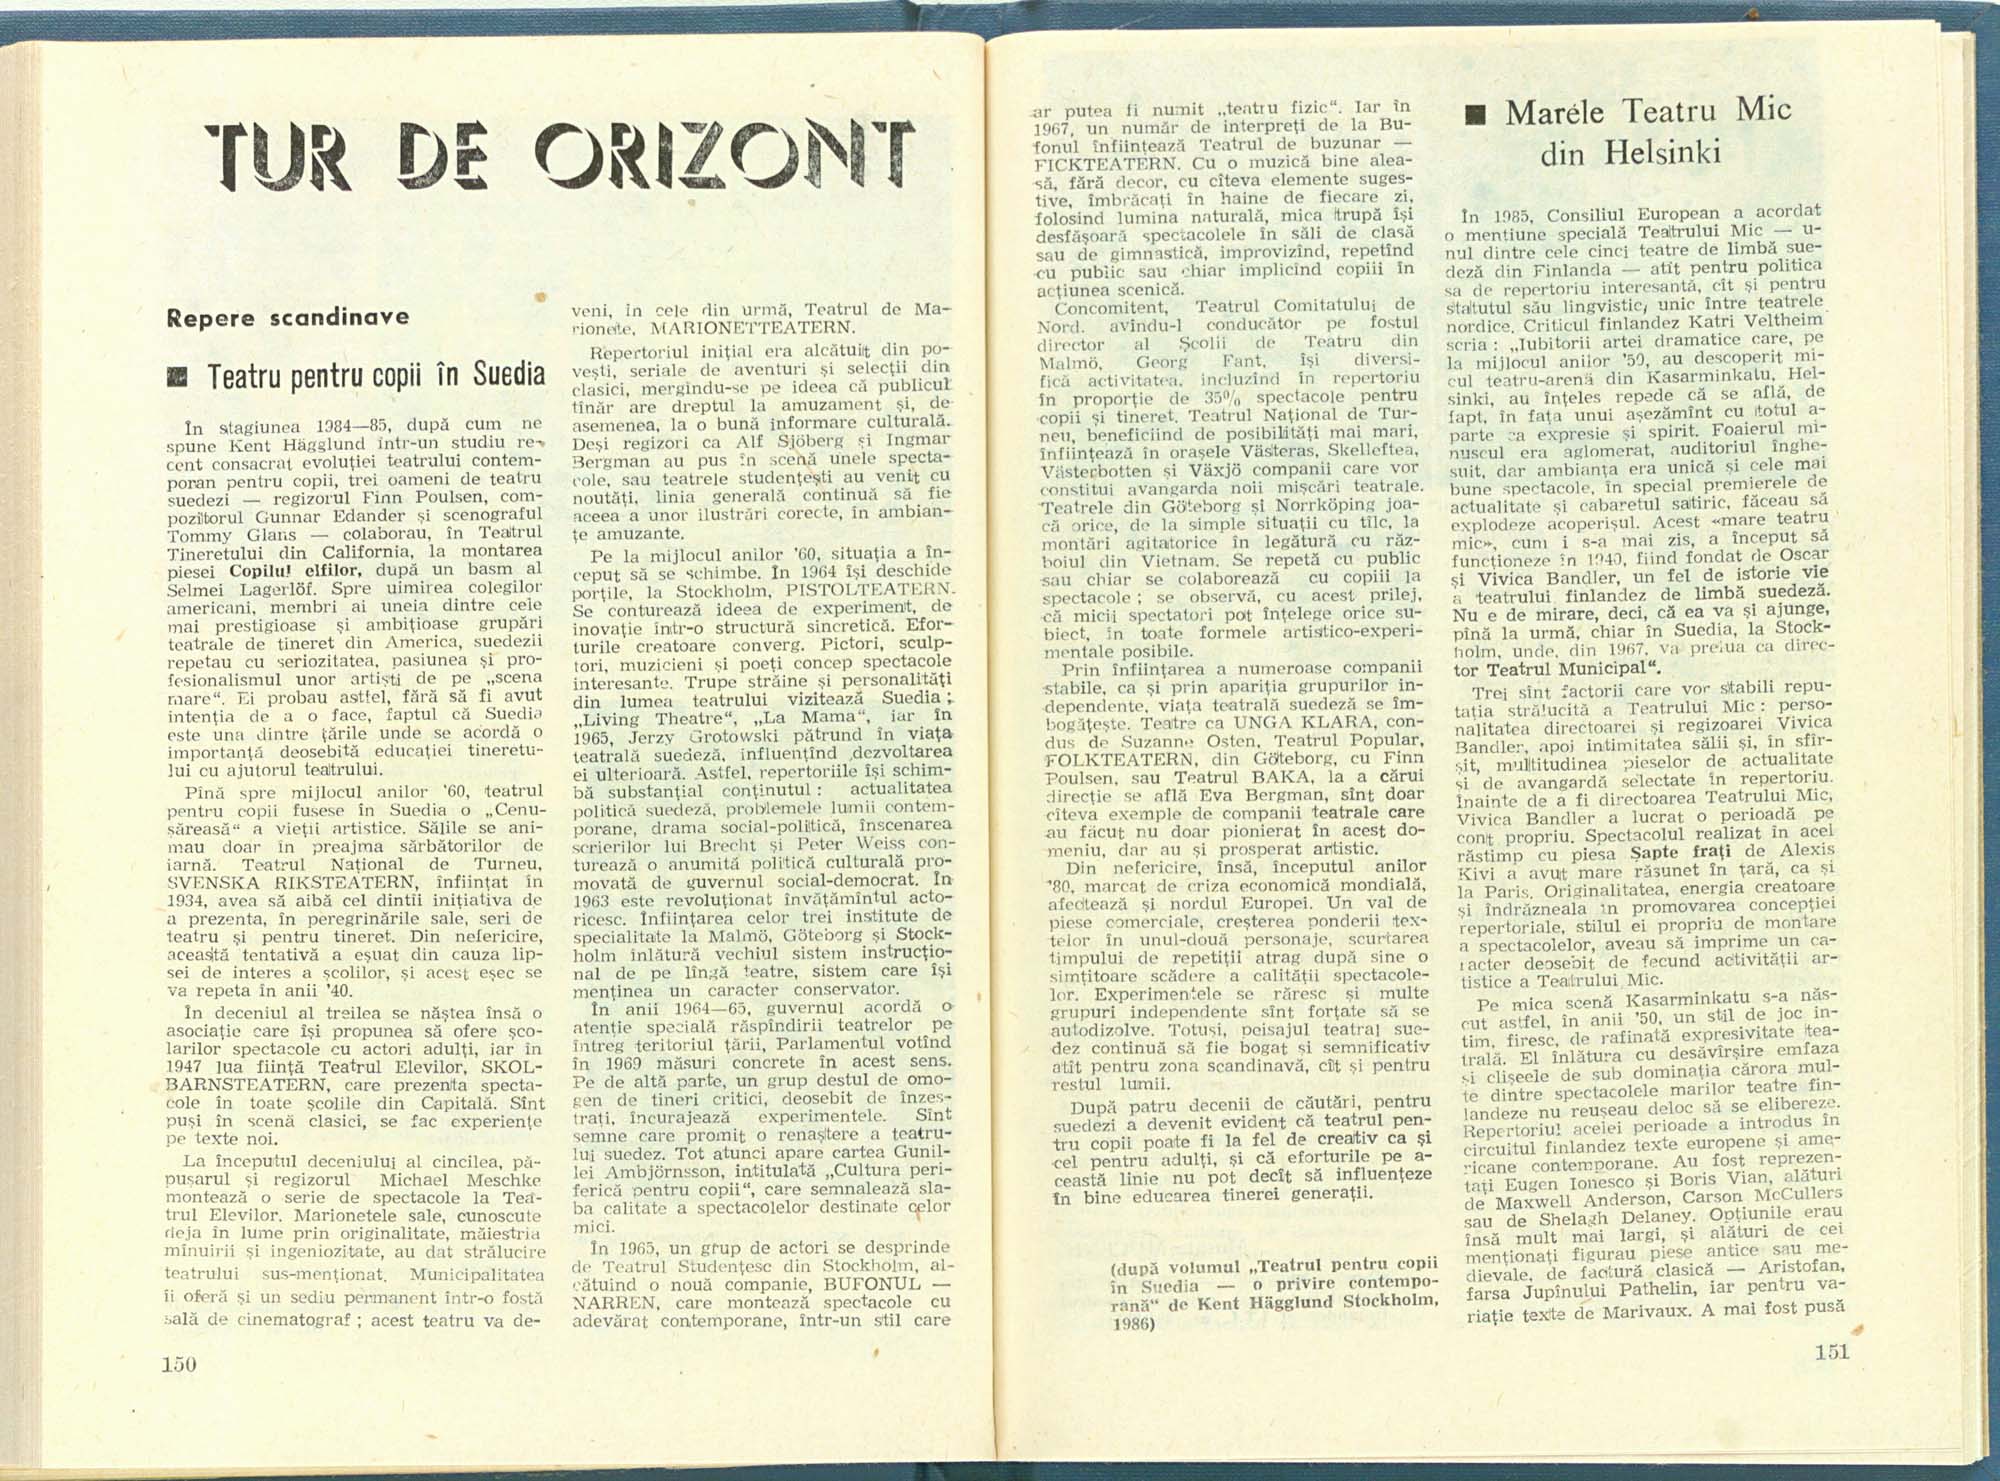 TUR DE ORIZONT
Repere scandinave
■ Teatru pentru copii în Suedia
În stagiunea 1984—85, după cum ne
spune Kent Hägglund într-un studiu re-
cent consacrat evoluției teatrului contem-
poran pentru copii, trei oameni de teatru
suedezi — regizorul Finn Poulsen, com-
pozitorul Gunnar Edander și scenograful
Tommy Glans — colaborau, în Teatrul
Tineretului din California, la montarea
piesei Copilul elfilor, după un basm al
Selmei Lagerlöf. Spre uimirea colegilor
americani, membri ai uneia dintre cele
mai prestigioase și ambițioase grupări
teatrale de tineret din America, suedezii
repetau cu seriozitatea, pasiunea și pro-
fesionalismul unor artiști de pe „scena
mare“. Ei probau astfel, fără să fi avut
intenția de a o face, faptul că Suedia
este una dintre țările unde se acordă o
importanță deosebită educației tineretu-
lui cu ajutorul teatrului.
Pînă spre mijlocul anilor '60, teatrul
pentru copii fusese în Suedia o „Cenu-
șăreasă“ a vieții artistice. Sălile se ani-
mau doar în preajma sărbătorilor de
iarnă. Teatrul Național de Turneu,
SVENSKA RIKSTEATERN, înființat în
1934, avea să aibă cel dintîi inițiativa de
a prezenta, în peregrinările sale, seri de
teatru și pentru tineret. Din nefericire,
această tentativă a eșuat din cauza lip-
sei de interes a școlilor, și acest eșec se
va repeta în anii '40.
În deceniul al treilea se năștea însă o
asociație care își propunea să ofere șco-
larilor spectacole cu actori adulți, iar în
1947 lua ființă Teatrul Elevilor, SKOL-
BARNSTEATERN, care prezenta specta-
cole în toate școlile din Capitală. Sînt
puși în scenă clasici, se fac experiențe
pe texte noi.
La începutul deceniului al cincilea, pă-
pușarul și regizorul Michael Meschke
montează o serie de spectacole la Tea-
trul Elevilor. Marionetele sale, cunoscute
deja în lume prin originalitate, măiestria
mînuirii și ingeniozitate, au dat strălucire
teatrului sus-menționat. Municipalitatea
îi oferă și un sediu permanent într-o fostă
sală de cinematograf ; acest teatru va de-
veni, în cele din urmă, Teatrul de Ma-
rionete, MARIONETTEATERN.
Repertoriul inițial era alcătuit din po-
vești, seriale de aventuri și selecții din
clasici, mergîndu-se pe ideea că publicul
tînăr are dreptul la amuzament și, de
asemenea, la o bună informare culturală.
Deși regizori ca Alf Sjöberg și Ingmar
Bergman au pus în scenă unele specta-
cole, sau teatrele studențești au venit cu
noutăți, linia generală continuă să fie
aceea a unor ilustrări corecte, în ambian-
țe amuzante.
Pe la mijlocul anilor '60, situația a în-
ceput să se schimbe. În 1964 își deschide
porțile, la Stockholm, PISTOLTEATERN.
Se conturează ideea de experiment, de
inovație într-o structură sincretică. Efor-
turile creatoare converg. Pictori, sculp-
tori, muzicieni și poeți concep spectacole
interesante. Trupe străine și personalități
din lumea teatrului vizitează Suedia ;
„Living Theatre“, „La Mama“, iar în
1965, Jerzy Grotowski pătrund în viața
teatrală suedeză, influențînd dezvoltarea
ei ulterioară. Astfel, repertoriile își schim-
bă substanțial conținutul : actualitatea
politică suedeză, problemele lumii contem-
porane, drama social-politică, înscenarea
scrierilor lui Brecht și Peter Weiss con-
turează o anumită politică culturală pro-
movată de guvernul social-democrat. În
1963 este revoluționat învățămîntul acto-
ricesc. Înființarea celor trei institute de
specialitate la Malmö, Göteborg și Stock-
holm înlătură vechiul sistem instrucțio-
nal de pe lîngă teatre, sistem care își
menținea un caracter conservator.
În anii 1964—65, guvernul acordă o
atenție specială răspîndirii teatrelor pe
întreg teritoriul țării, Parlamentul votînd
în 1969 măsuri concrete în acest sens.
Pe de altă parte, un grup destul de omo-
gen de tineri critici, deosebit de înzes-
trați, încurajează experimentele. Sînt
semne care promit o renaștere a teatru-
lui suedez. Tot atunci apare cartea Gunil-
lei Ambjörnsson, intitulată „Cultura peri-
ferică pentru copii“, care semnalează sla-
ba calitate a spectacolelor destinate celor
mici.
În 1965, un grup de actori se desprinde
de Teatrul Studențesc din Stockholm, al-
cătuind o nouă companie, BUFONUL —
NARREN, care montează spectacole cu
adevărat contemporane, într-un stil care
150
ar putea fi numit „teatru fizic“. Iar în
1967, un număr de interpreți de la Bu-
fonul înființează Teatrul de buzunar —
FICKTEATERN. Cu o muzică bine alea-
să, fără decor, cu cîteva elemente suges-
tive, îmbrăcați în haine de fiecare zi,
folosind lumina naturală, mica trupă își
desfășoară spectacolele în săli de clasă
sau de gimnastică, improvizînd, repetînd
cu public sau chiar implicînd copiii în
acțiunea scenică.
Concomitent, Teatrul Comitatului de
Nord, avîndu-l conducător pe fostul
director al Școlii de Teatru din
Malmö, Georg Fant, își diversi-
fică activitatea, incluzînd în repertoriu
în proporție de 35% spectacole pentru
copii și tineret. Teatrul Național de Tur-
neu, beneficiind de posibilități mai mari,
înființează în orașele Västeras, Skelleftea,
Västerbotten și Växjö companii care vor
constitui avangarda noii mișcări teatrale.
Teatrele din Göteborg și Norrköping joa-
că orice, de la simple situații cu tîlc, la
montări agitatorice în legătură cu răz-
boiul din Vietnam. Se repetă cu public
sau chiar se colaborează cu copiii la
spectacole ; se observă, cu acest prilej,
că micii spectatori pot înțelege orice su-
biect, în toate formele artistico-experi-
mentale posibile.
Prin înființarea a numeroase companii
stabile, ca și prin apariția grupurilor in-
dependente, viața teatrală suedeză se îm-
bogățește. Teatre ca UNGA KLARA, con-
dus de Suzanne Osten, Teatrul Popular,
FOLKTEATERN, din Göteborg, cu Finn
Poulsen, sau Teatrul BAKA, la a cărui
direcție se află Eva Bergman, sînt doar
cîteva exemple de companii teatrale care
au făcut nu doar pionierat în acest do-
meniu, dar au și prosperat artistic.
Din nefericire, însă, începutul anilor
'80, marcat de criza economică mondială,
afectează și nordul Europei. Un val de
piese comerciale, creșterea ponderii tex-
telor în unul-două personaje, scurtarea
timpului de repetiții atrag după sine o
simțitoare scădere a calității spectacole-
lor. Experimentele se răresc și multe
grupuri independente sînt forțate să se
autodizolve. Totuși, peisajul teatral sue-
dez continuă să fie bogat și semnificativ
atît pentru zona scandinavă, cît și pentru
restul lumii.
După patru decenii de căutări, pentru
suedezi a devenit evident că teatrul pen-
tru copii poate fi la fel de creativ ca și
cel pentru adulți, și că eforturile pe a-
ceastă linie nu pot decît să influențeze
în bine educarea tinerei generații.
(după volumul „Teatrul pentru copii
în Suedia — o privire contempo-
rană“ de Kent Hägglund Stockholm,
1986)
■ Marele Teatru Mic
din Helsinki
În 1985, Consiliul European a acordat
o mențiune specială Teatrului Mic — u-
nul dintre cele cinci teatre de limbă sue-
deză din Finlanda — atît pentru politica
sa de repertoriu interesantă, cît și pentru
statutul său lingvistic, unic între teatrele
nordice. Criticul finlandez Katri Veltheim
scria : „Iubitorii artei dramatice care, pe
la mijlocul anilor '50, au descoperit mi-
cul teatru-arenă din Kasarminkatu, Hel-
sinki, au înțeles repede că se află, de
fapt, în fața unui așezămînt cu totul a-
parte ca expresie și spirit. Foaierul mi-
nuscul era aglomerat, auditoriul înghe-
suit, dar ambianța era unică și cele mai
bune spectacole, în special premierele de
actualitate și cabaretul satiric, făceau să
explodeze acoperișul. Acest «mare teatru
mic», cum i s-a mai zis, a început să
funcționeze în 1940, fiind fondat de Oscar
și Vivica Bandler, un fel de istorie vie
a teatrului finlandez de limbă suedeză.
Nu e de mirare, deci, că ea va și ajunge,
pînă la urmă, chiar în Suedia, la Stock-
holm, unde, din 1967, va prelua ca direc-
tor Teatrul Municipal“.
Trei sînt factorii care vor stabili repu-
tația strălucită a Teatrului Mic : perso-
nalitatea directoarei și regizoarei Vivica
Bandler, apoi intimitatea sălii și, în sfîr-
șit, multitudinea pieselor de actualitate
și de avangardă selectate în repertoriu.
Înainte de a fi directoarea Teatrului Mic,
Vivica Bandler a lucrat o perioadă pe
cont propriu. Spectacolul realizat în acel
răstimp cu piesa Șapte frați de Alexis
Kivi a avut mare răsunet în țară, ca și
la Paris. Originalitatea, energia creatoare
și îndrăzneala în promovarea concepției
repertoriale, stilul ei propriu de montare
a spectacolelor, aveau să imprime un ca-
racter deosebit de fecund activității ar-
tistice a Teatrului Mic.
Pe mica scenă Kasarminkatu s-a năs-
cut astfel, în anii '50, un stil de joc in-
tim, firesc, de rafinată expresivitate tea-
trală. El înlătura cu desăvîrșire emfaza
și clișeele de sub dominația cărora mul-
te dintre spectacolele marilor teatre fin-
landeze nu reușeau deloc să se elibereze.
Repertoriul acelei perioade a introdus în
circuitul finlandez texte europene și ame-
ricane contemporane. Au fost reprezen-
tați Eugen Ionesco și Boris Vian, alături
de Maxwell Anderson, Carson McCullers
sau de Shelagh Delaney. Opțiunile erau
însă mult mai largi, și alături de cei
menționați figurau piese antice sau me-
dievale, de factură clasică — Aristofan,
farsa Jupînului Pathelin, iar pentru va-
riație texte de Marivaux. A mai fost pusă
151